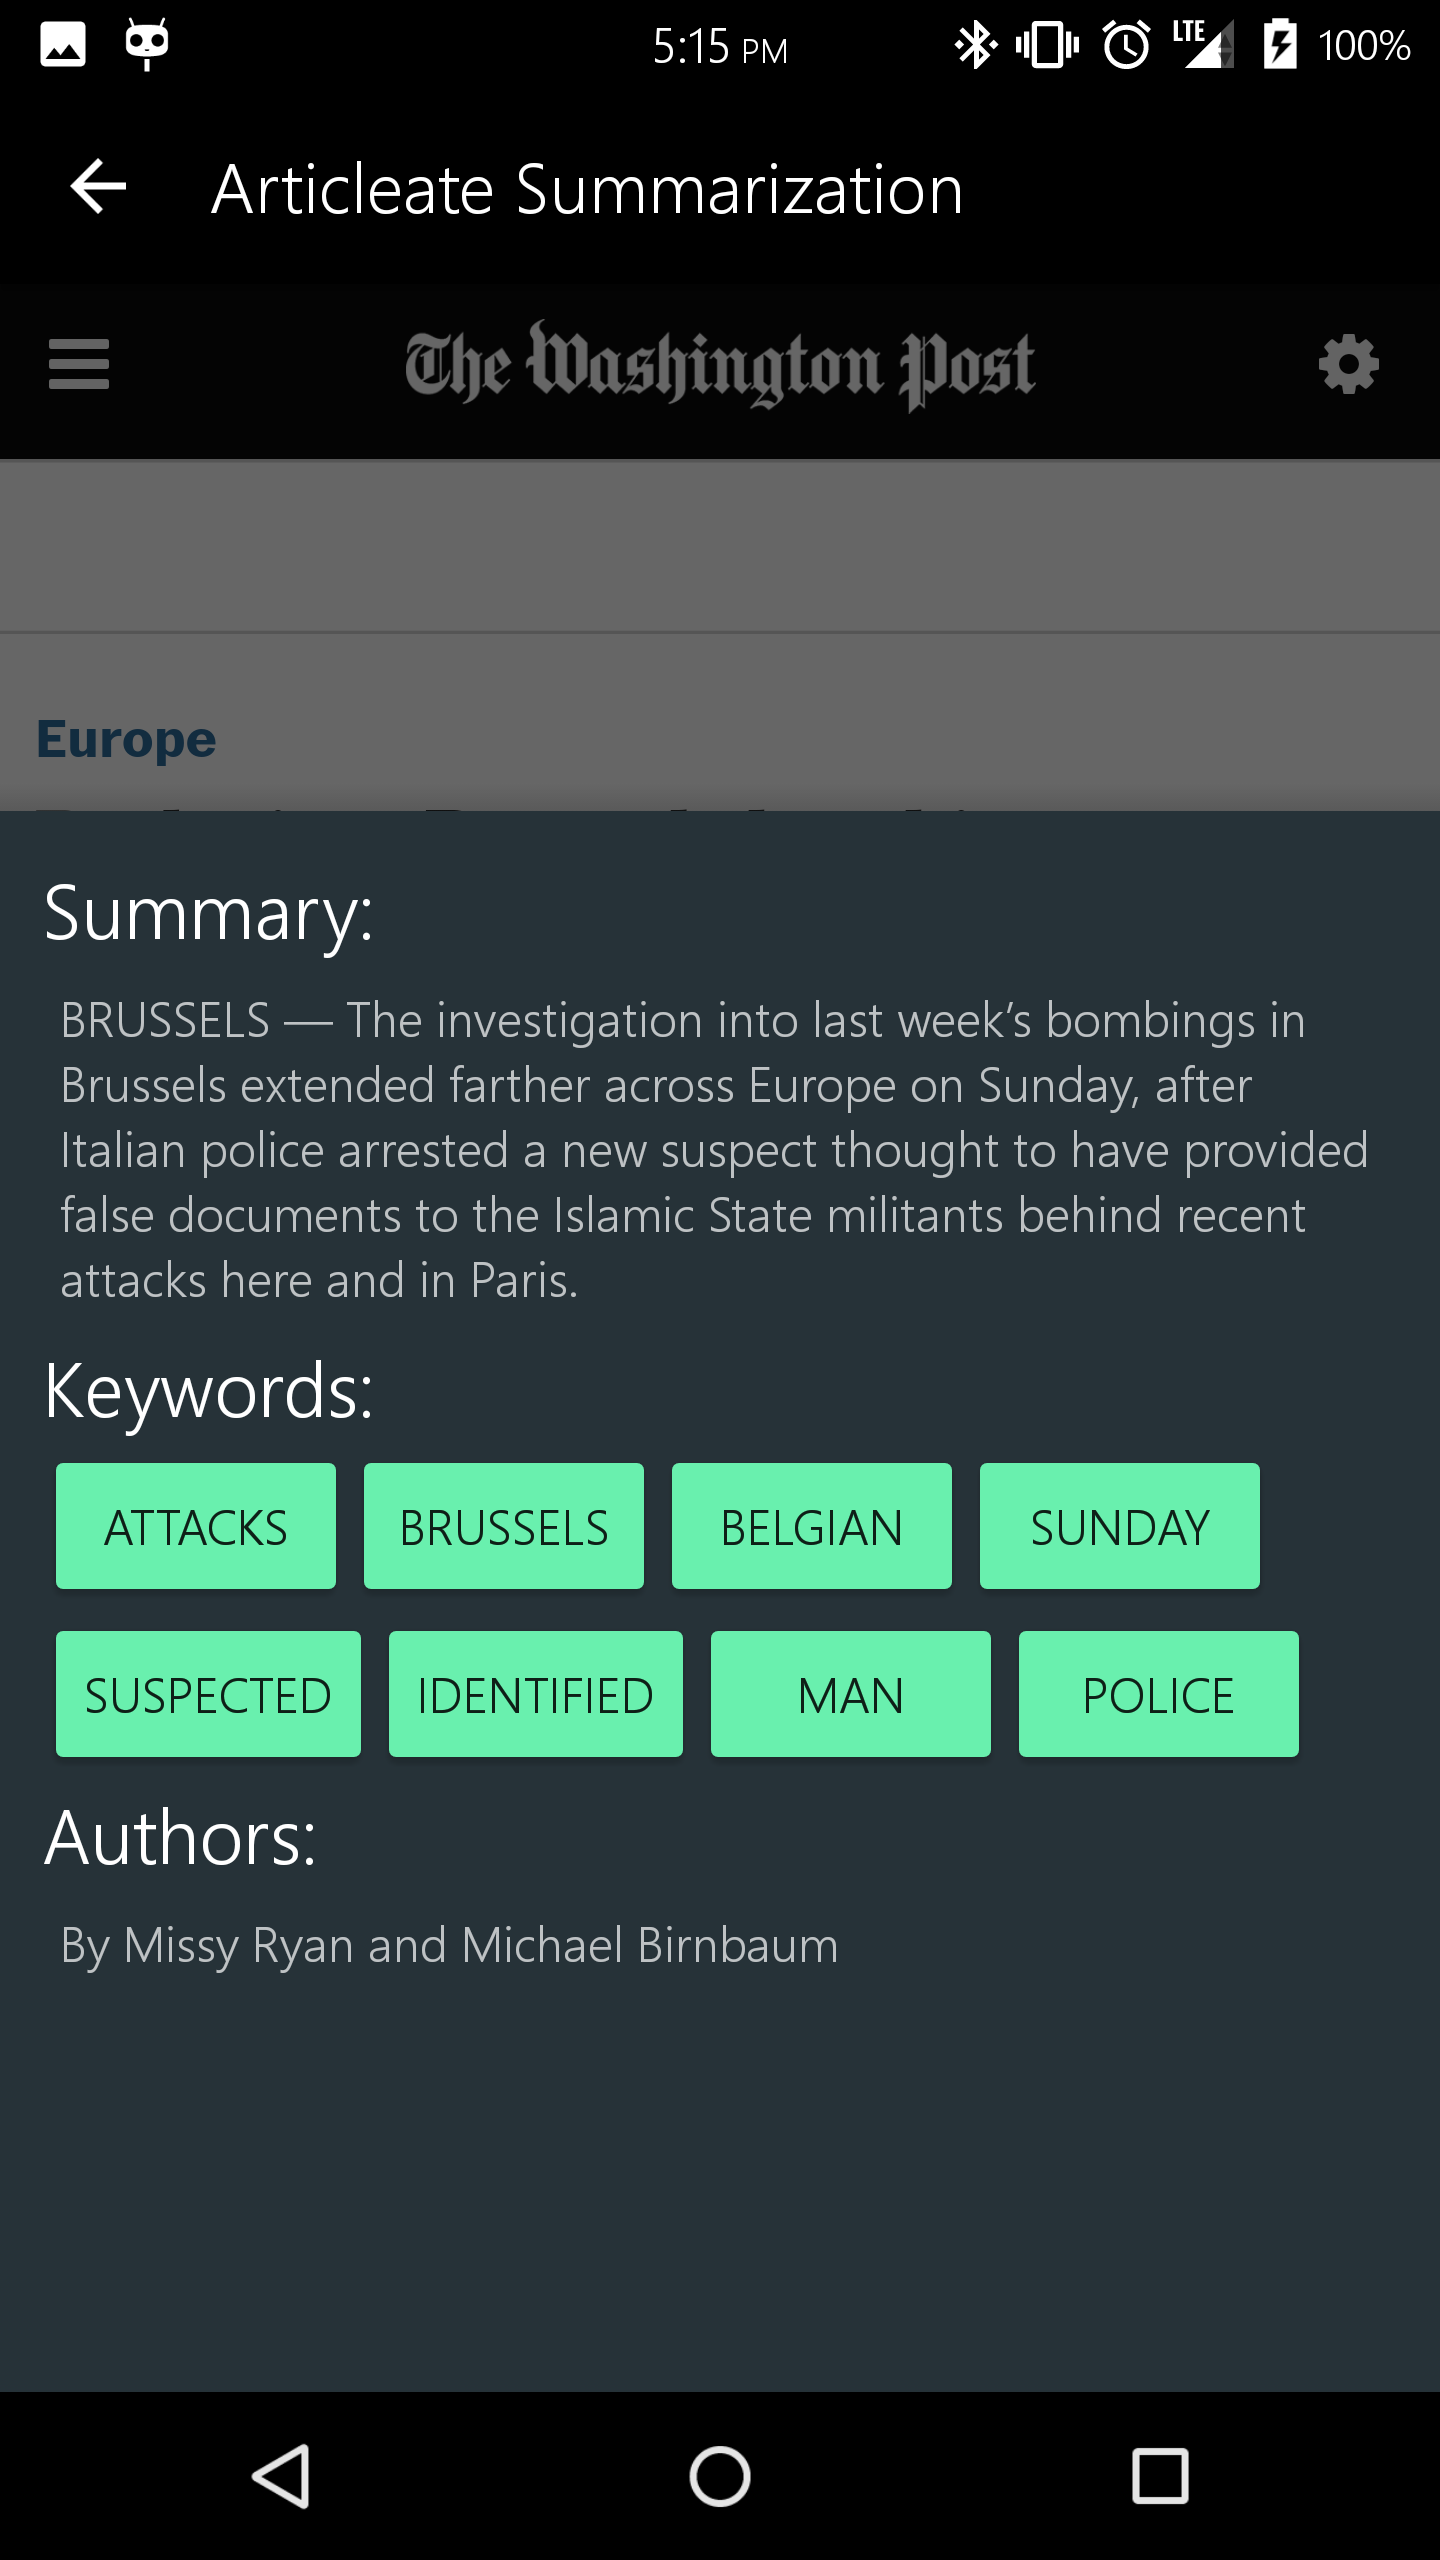 5:15 PM
LTE
100%
Articleate Summarization
The Washington Post
Europe
Summary:
BRUSSELS — The investigation into last week’s bombings in
Brussels extended farther across Europe on Sunday, after
Italian police arrested a new suspect thought to have provided
false documents to the Islamic State militants behind recent
attacks here and in Paris.
Keywords:
ATTACKS BRUSSELS BELGIAN SUNDAY
SUSPECTED IDENTIFIED MAN POLICE
Authors:
By Missy Ryan and Michael Birnbaum